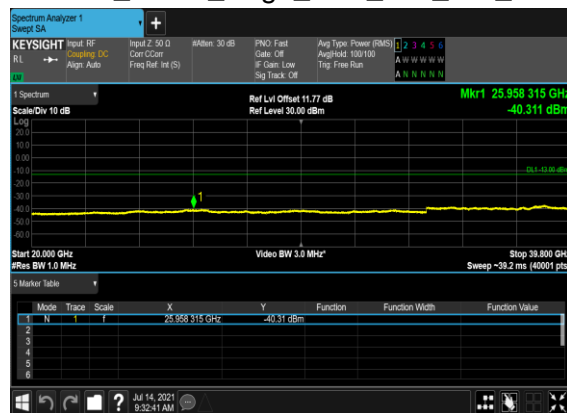 Spectrum Analyzer 1
Swept SA
KEYSIGHT
RL
Input: RF
Coupling: DC
Align: Auto
Input Z: 50 Ω
Corr CCorr
Freq Ref: Int (S)
#Atten: 30 dB
PNO: Fast
Gate: Off
IF Gain: Low
Sig Track: Off
Avg Type: Power (RMS)
Avg|Hold: 100/100
Trig: Free Run
1 2 3 4 5 6
A W W W W W
A N N N N N
1 Spectrum
Scale/Div 10 dB
Log
Ref Lvl Offset 11.77 dB
Ref Level 30.00 dBm
Mkr1 25.958 315 GHz
-40.311 dBm
20.0
10.0
0.00
-10.0
DL1 -13.00 dBm
-20.0
-30.0
1
-40.0
-50.0
-60.0
Start 20.000 GHz
#Res BW 1.0 MHz
Video BW 3.0 MHz*
Stop 39.800 GHz
Sweep ~39.2 ms (40001 pts)
5 Marker Table
Mode Trace Scale X Y Function Function Width Function Value
1 N 1 f 25.958 315 GHz -40.31 dBm
2
3
4
5
6
?
Jul 14, 2021
9:32:41 AM